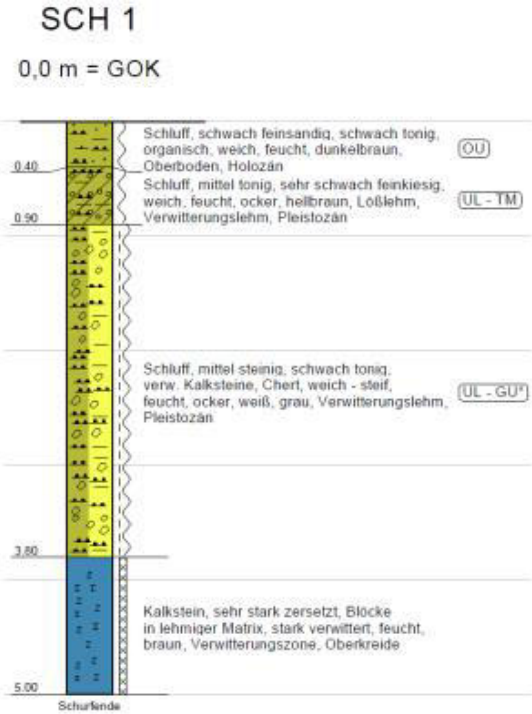 SCH 1
0,0 m = GOK
Schluff, schwach feinsandig, schwach tonig,
organisch, weich, feucht, dunkelbraun,
Oberboden, Holozän
OU
0.40
Schluff, mittel tonig, sehr schwach feinkiesig,
weich, feucht, ocker, hellbraun, Lößlehm,
Verwitterungslehm, Pleistozän
UL - TM
0.90
Schluff, mittel steinig, schwach tonig,
verw. Kalksteine, Chert, weich - steif,
feucht, ocker, weiß, grau, Verwitterungslehm,
Pleistozän
UL - GU*
3.80
Kalkstein, sehr stark zersetzt, Blöcke
in lehmiger Matrix, stark verwittert, feucht,
braun, Verwitterungszone, Oberkreide
5.00
Schurfende